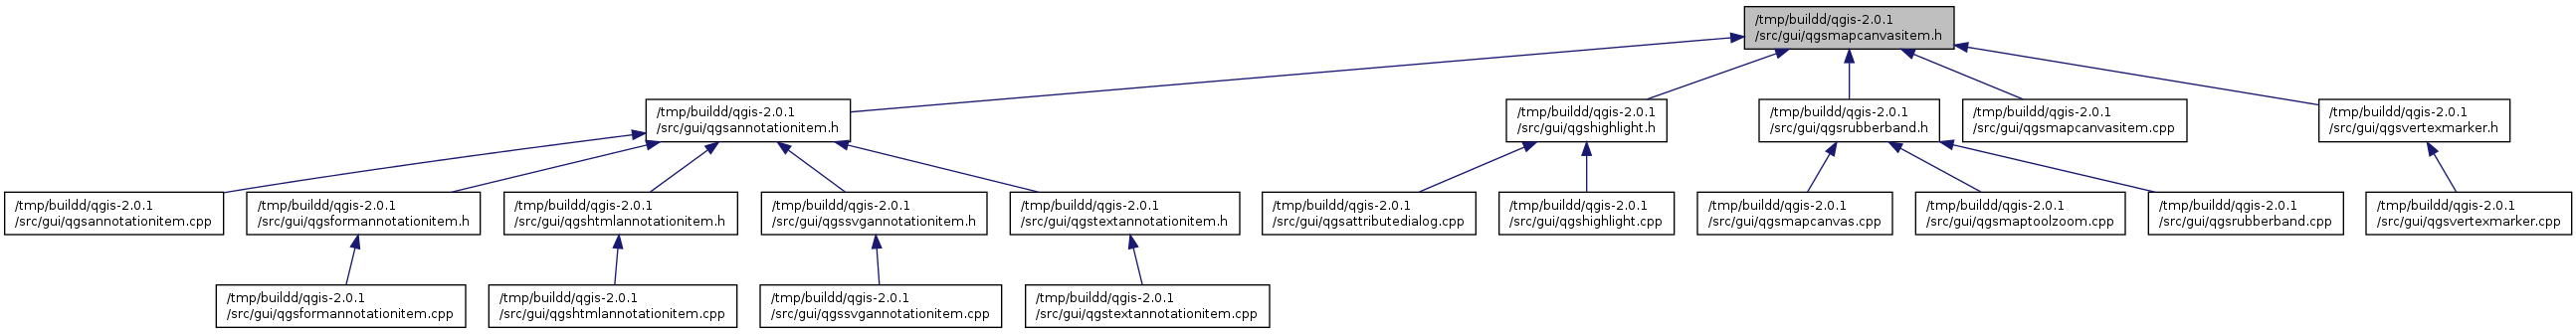 /tmp/buildd/qgis-2.0.1
/src/gui/qgsmapcanvasitem.h
/tmp/buildd/qgis-2.0.1
/src/gui/qgsannotationitem.h
/tmp/buildd/qgis-2.0.1
/src/gui/qgshighlight.h
/tmp/buildd/qgis-2.0.1
/src/gui/qgsrubberband.h
/tmp/buildd/qgis-2.0.1
/src/gui/qgsmapcanvasitem.cpp
/tmp/buildd/qgis-2.0.1
/src/gui/qgsvertexmarker.h
/tmp/buildd/qgis-2.0.1
/src/gui/qgsannotationitem.cpp
/tmp/buildd/qgis-2.0.1
/src/gui/qgsformannotationitem.h
/tmp/buildd/qgis-2.0.1
/src/gui/qgshtmlannotationitem.h
/tmp/buildd/qgis-2.0.1
/src/gui/qgssvgannotationitem.h
/tmp/buildd/qgis-2.0.1
/src/gui/qgstextannotationitem.h
/tmp/buildd/qgis-2.0.1
/src/gui/qgsattributedialog.cpp
/tmp/buildd/qgis-2.0.1
/src/gui/qgshighlight.cpp
/tmp/buildd/qgis-2.0.1
/src/gui/qgsmapcanvas.cpp
/tmp/buildd/qgis-2.0.1
/src/gui/qgsmaptoolzoom.cpp
/tmp/buildd/qgis-2.0.1
/src/gui/qgsrubberband.cpp
/tmp/buildd/qgis-2.0.1
/src/gui/qgsvertexmarker.cpp
/tmp/buildd/qgis-2.0.1
/src/gui/qgsformannotationitem.cpp
/tmp/buildd/qgis-2.0.1
/src/gui/qgshtmlannotationitem.cpp
/tmp/buildd/qgis-2.0.1
/src/gui/qgssvgannotationitem.cpp
/tmp/buildd/qgis-2.0.1
/src/gui/qgstextannotationitem.cpp